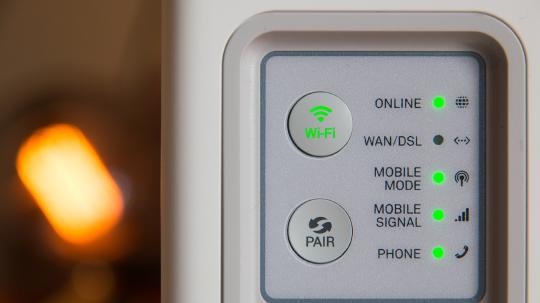 ONLINE
Wi-Fi
WAN/DSL
MOBILE
MODE
MOBILE
SIGNAL
PAIR
PHONE